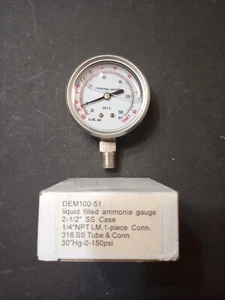 DEM100-51
liquid filled ammonia gauge
2-1/2" SS Case
1/4"NPT LM.1-piece Conn.
316 SS Tube & Conn.
30"Hg-0-150psi